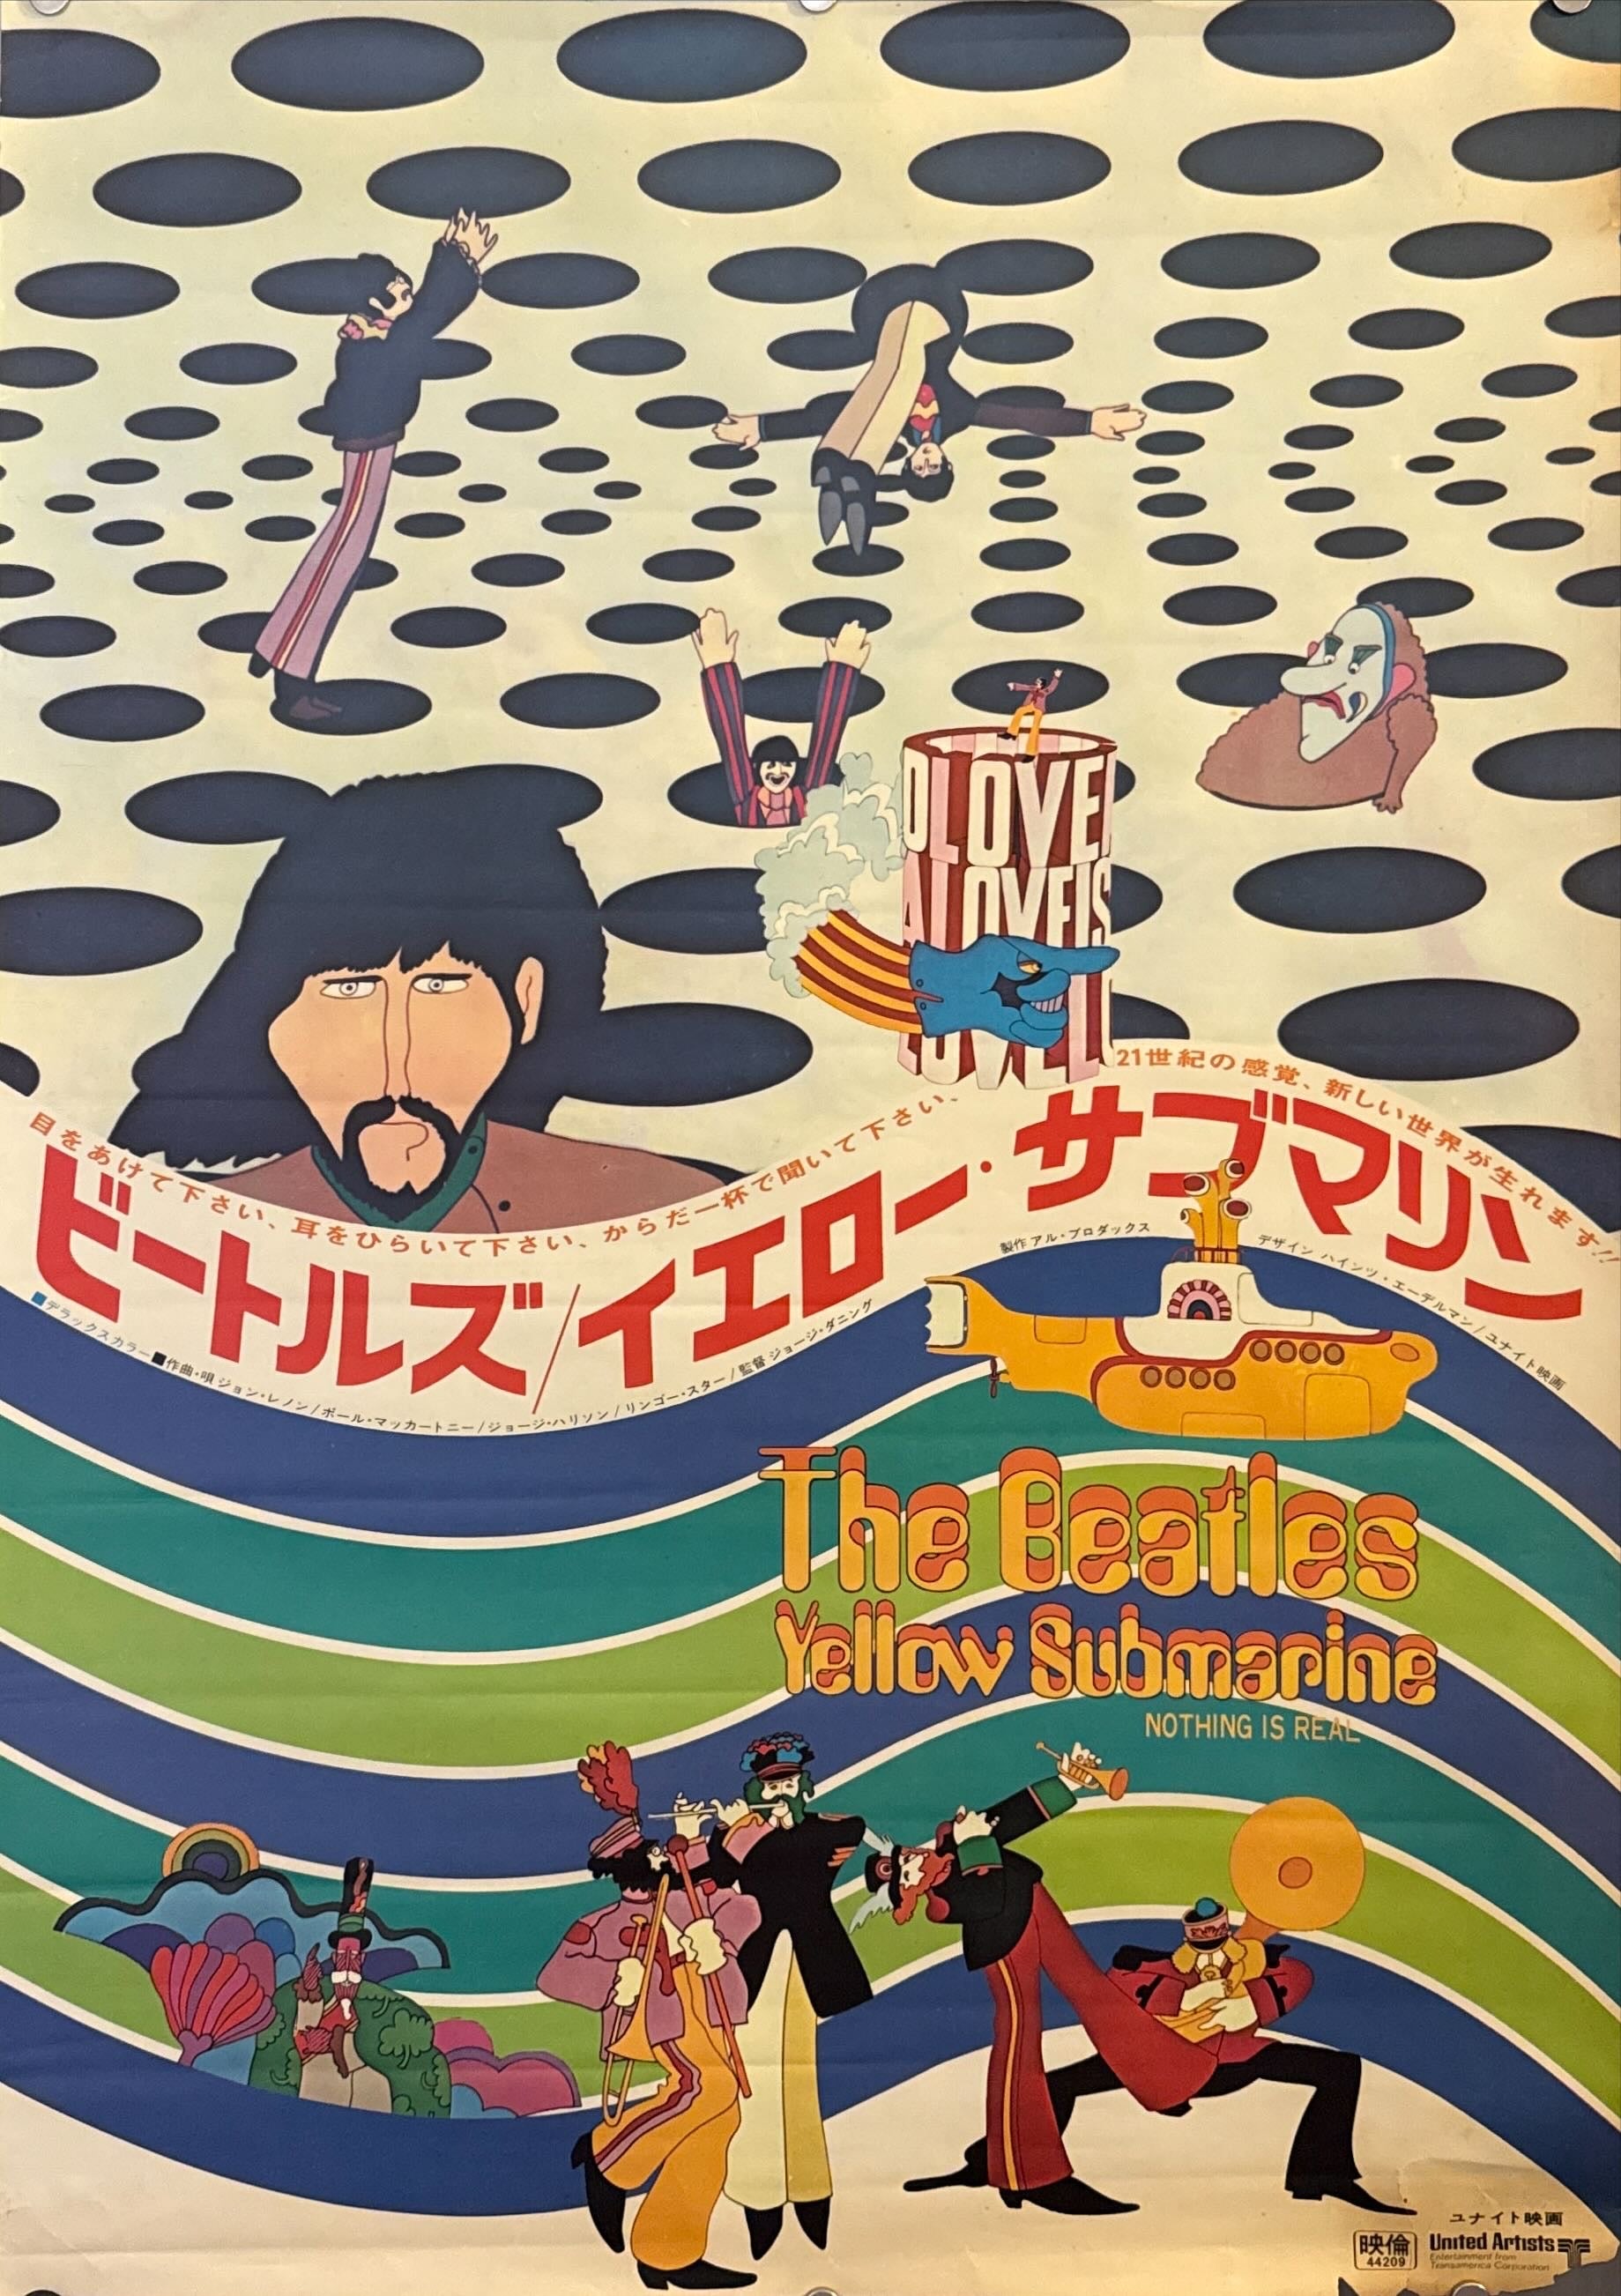 目をあけて下さい、耳をひらいて下さい、からだ一杯で聞いて下さい、
21世紀の感覚、新しい世界が生れます!!
ビートルズ/イエロー・サブマリン
■デラックスカラー■作曲・唄 ジョン・レノン/ポール・マッカートニー/ジョージ・ハリソン/リンゴー・スター/監督 ジョージ・ダニング
製作 アル・プロダックス
デザイン ハインツ・エーデルマン/ユナイト映画
LOVE
LOVE IS
The Beatles
Yellow Submarine
NOTHING IS REAL
ユナイト映画
映倫
44209
United Artists
Entertainment from
Transamerica Corporation